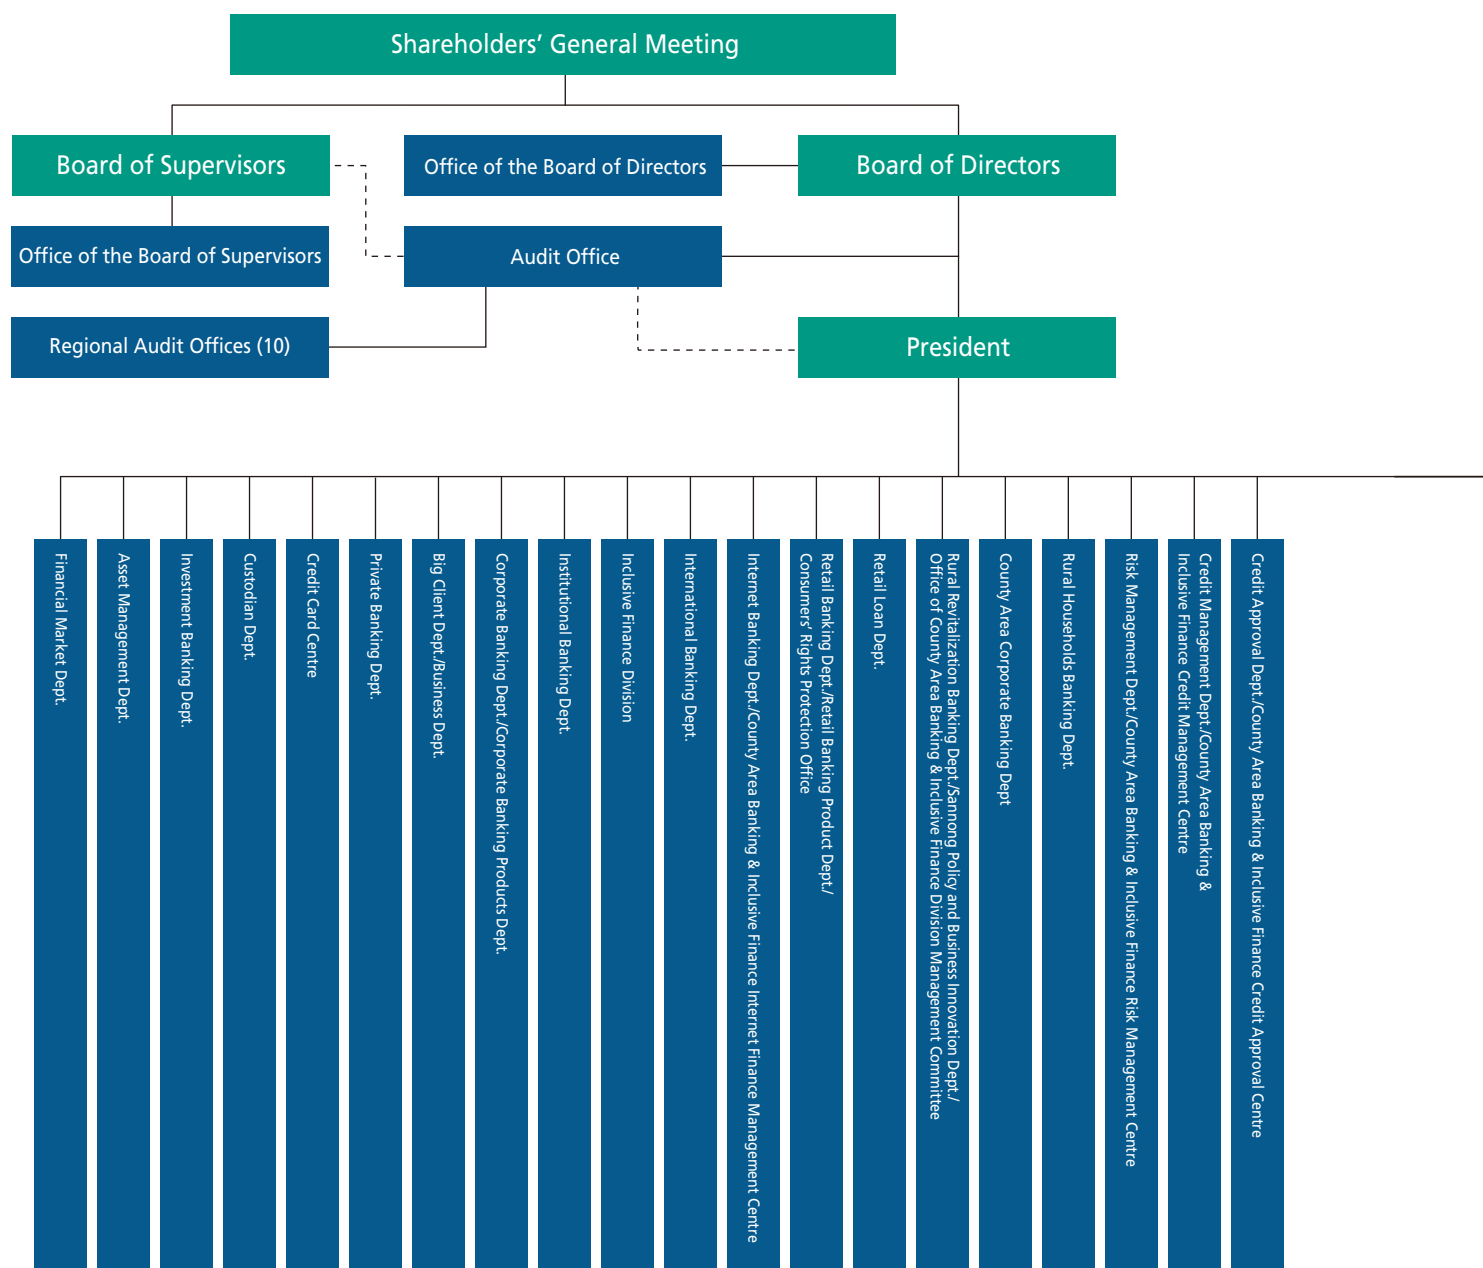 Shareholders’ General Meeting
Board of Supervisors
Office of the Board of Directors
Board of Directors
Office of the Board of Supervisors
Audit Office
Regional Audit Offices (10)
President
Financial Market Dept.
Asset Management Dept.
Investment Banking Dept.
Custodian Dept.
Credit Card Centre
Private Banking Dept.
Big Client Dept./Business Dept.
Corporate Banking Dept./Corporate Banking Products Dept.
Institutional Banking Dept.
Inclusive Finance Division
International Banking Dept.
Internet Banking Dept./County Area Banking & Inclusive Finance Internet Finance Management Centre
Retail Banking Dept./Retail Banking Product Dept./
Consumers’ Rights Protection Office
Retail Loan Dept.
Rural Revitalization Banking Dept./Sannong Policy and Business Innovation Dept./
Office of County Area Banking & Inclusive Finance Division Management Committee
County Area Corporate Banking Dept
Rural Households Banking Dept.
Risk Management Dept./County Area Banking & Inclusive Finance Risk Management Centre
Credit Management Dept./County Area Banking &
Inclusive Finance Credit Management Centre
Credit Approval Dept./County Area Banking & Inclusive Finance Credit Approval Centre